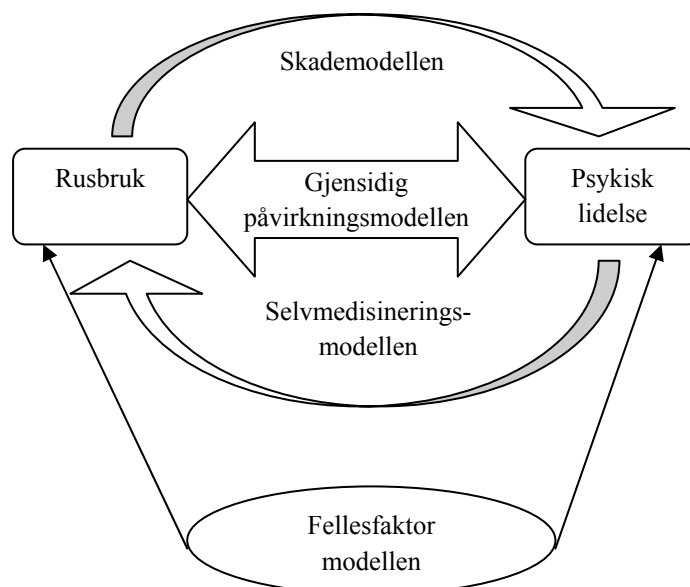 Skademodellen
Rusbruk
Gjensidig
påvirkningsmodellen
Psykisk
lidelse
Selvmedisinerings-
modellen
Fellesfaktor
modellen